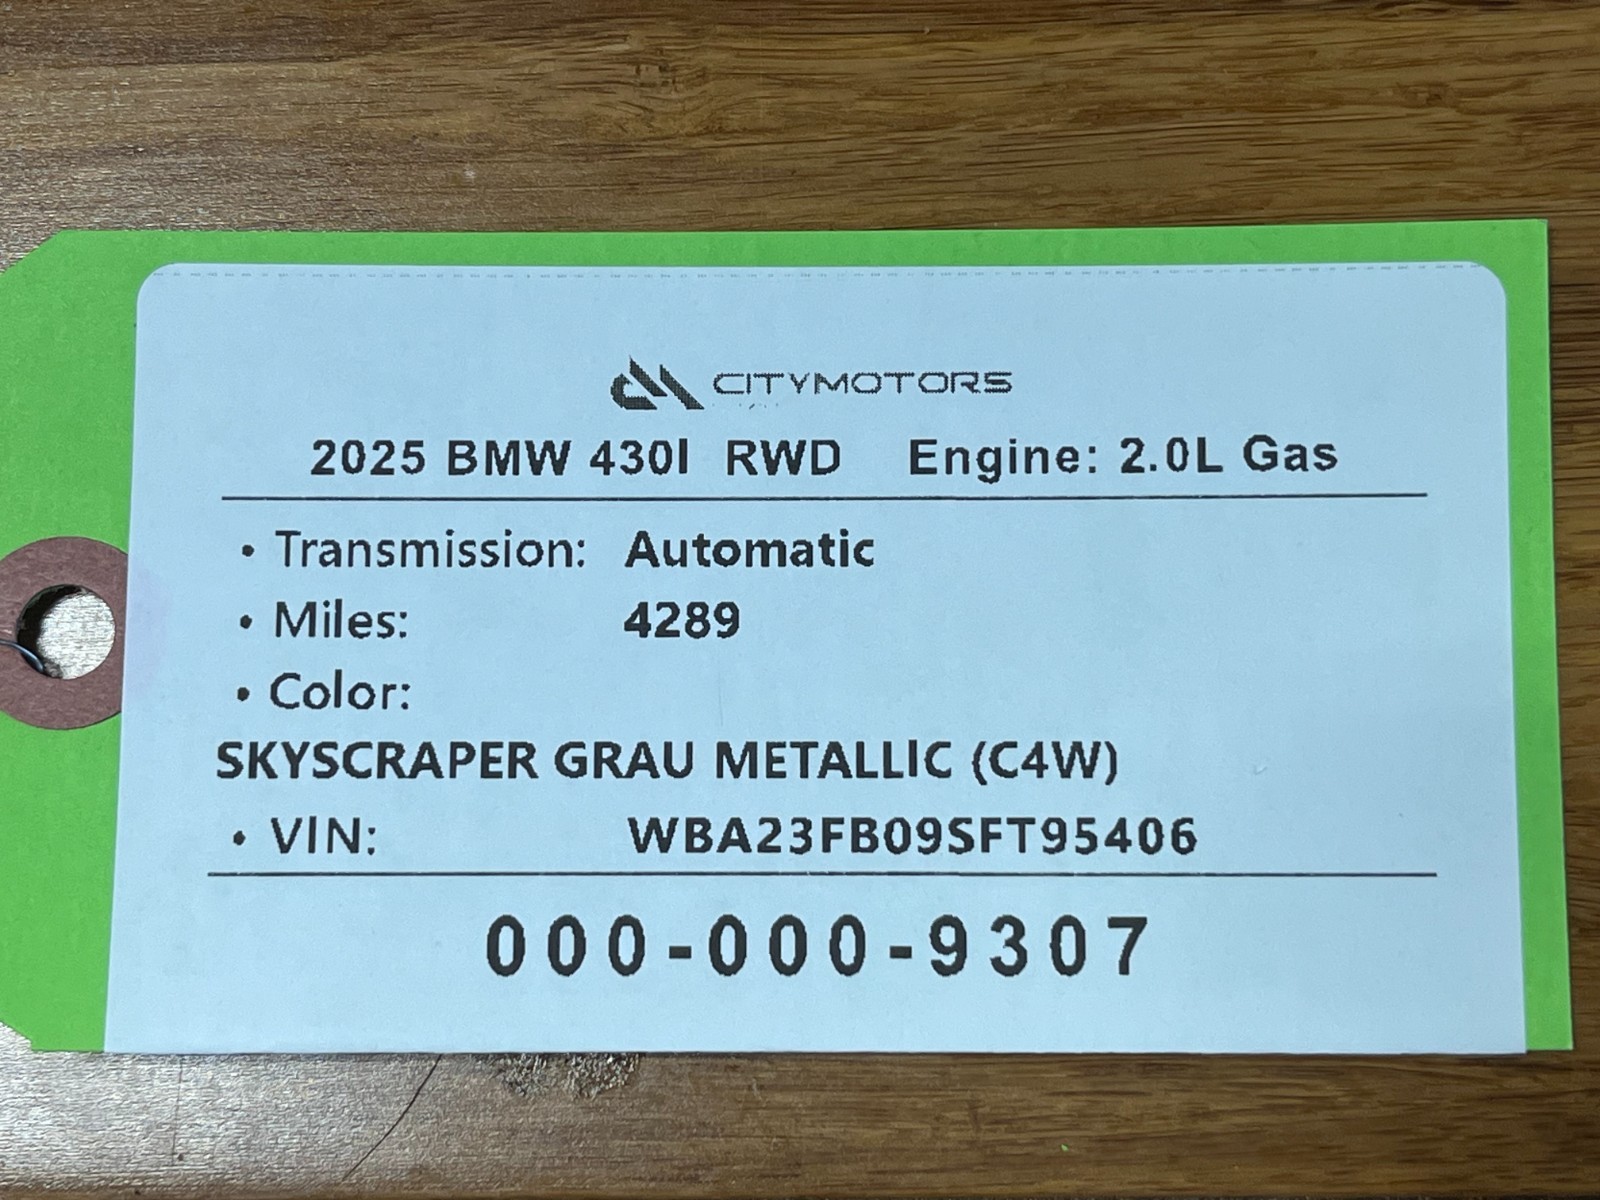 CITYMOTORS
2025 BMW 430I RWD Engine: 2.0L Gas
• Transmission: Automatic
• Miles: 4289
• Color:
SKYSCRAPER GRAU METALLIC (C4W)
• VIN: WBA23FB09SFT95406
000-000-9307